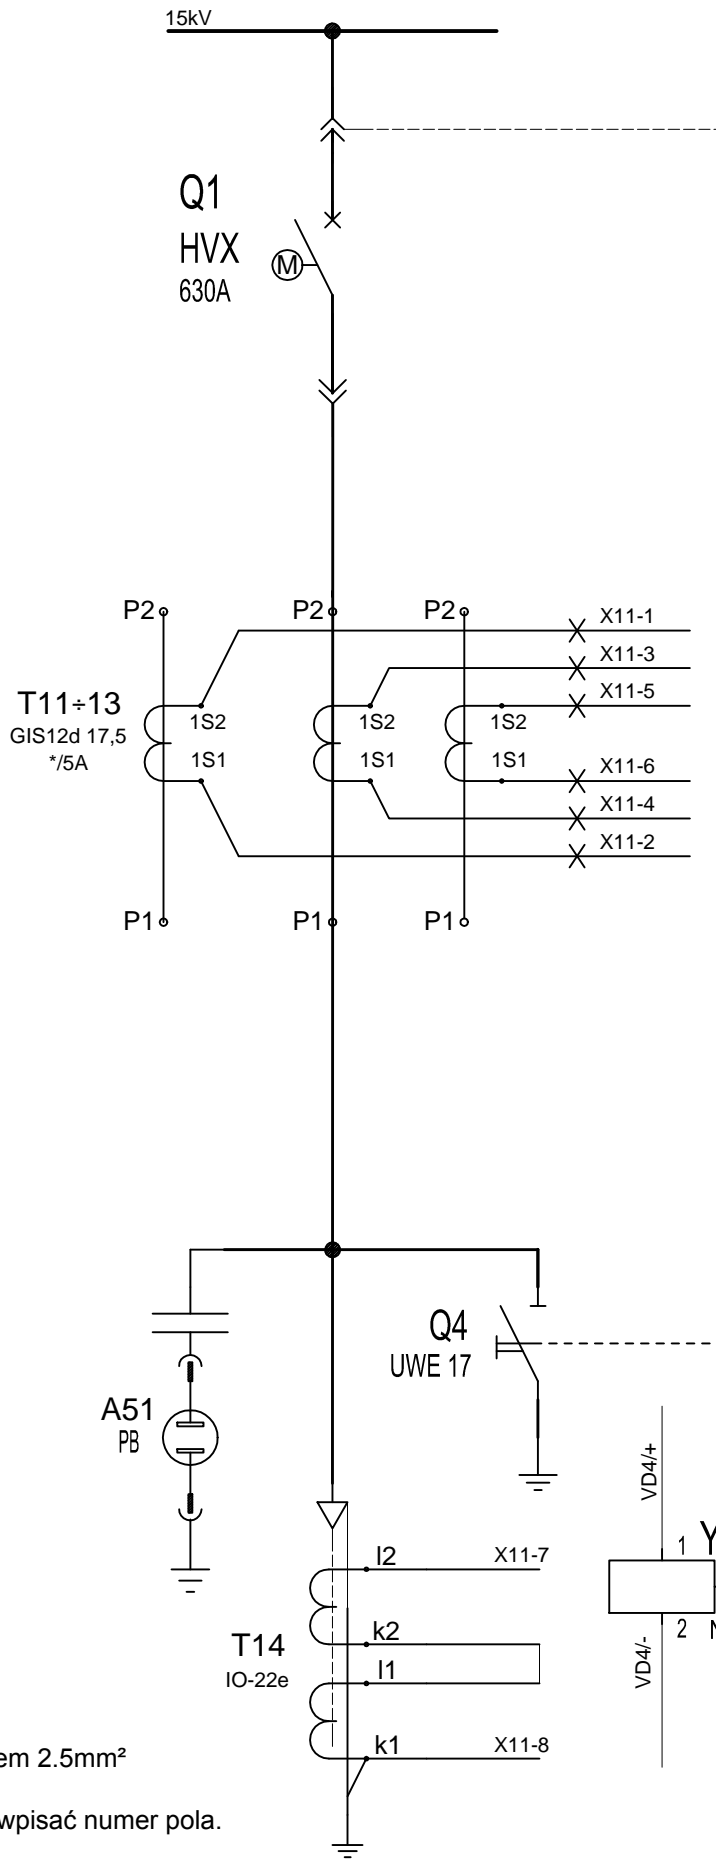 15kV
Q1
HVX
630A
M
P2
P2
P2
X11-1
X11-3
X11-5
T11÷13
GIS12d 17,5
*/5A
1S2
1S2
1S2
1S1
1S1
1S1
X11-6
X11-4
X11-2
P1
P1
P1
Q4
UWE 17
A51
PB
VD4/+
1
Y
2
VD4/-
l2
X11-7
k2
T14
IO-22e
l1
k1
X11-8
em 2.5mm²
wpisać numer pola.